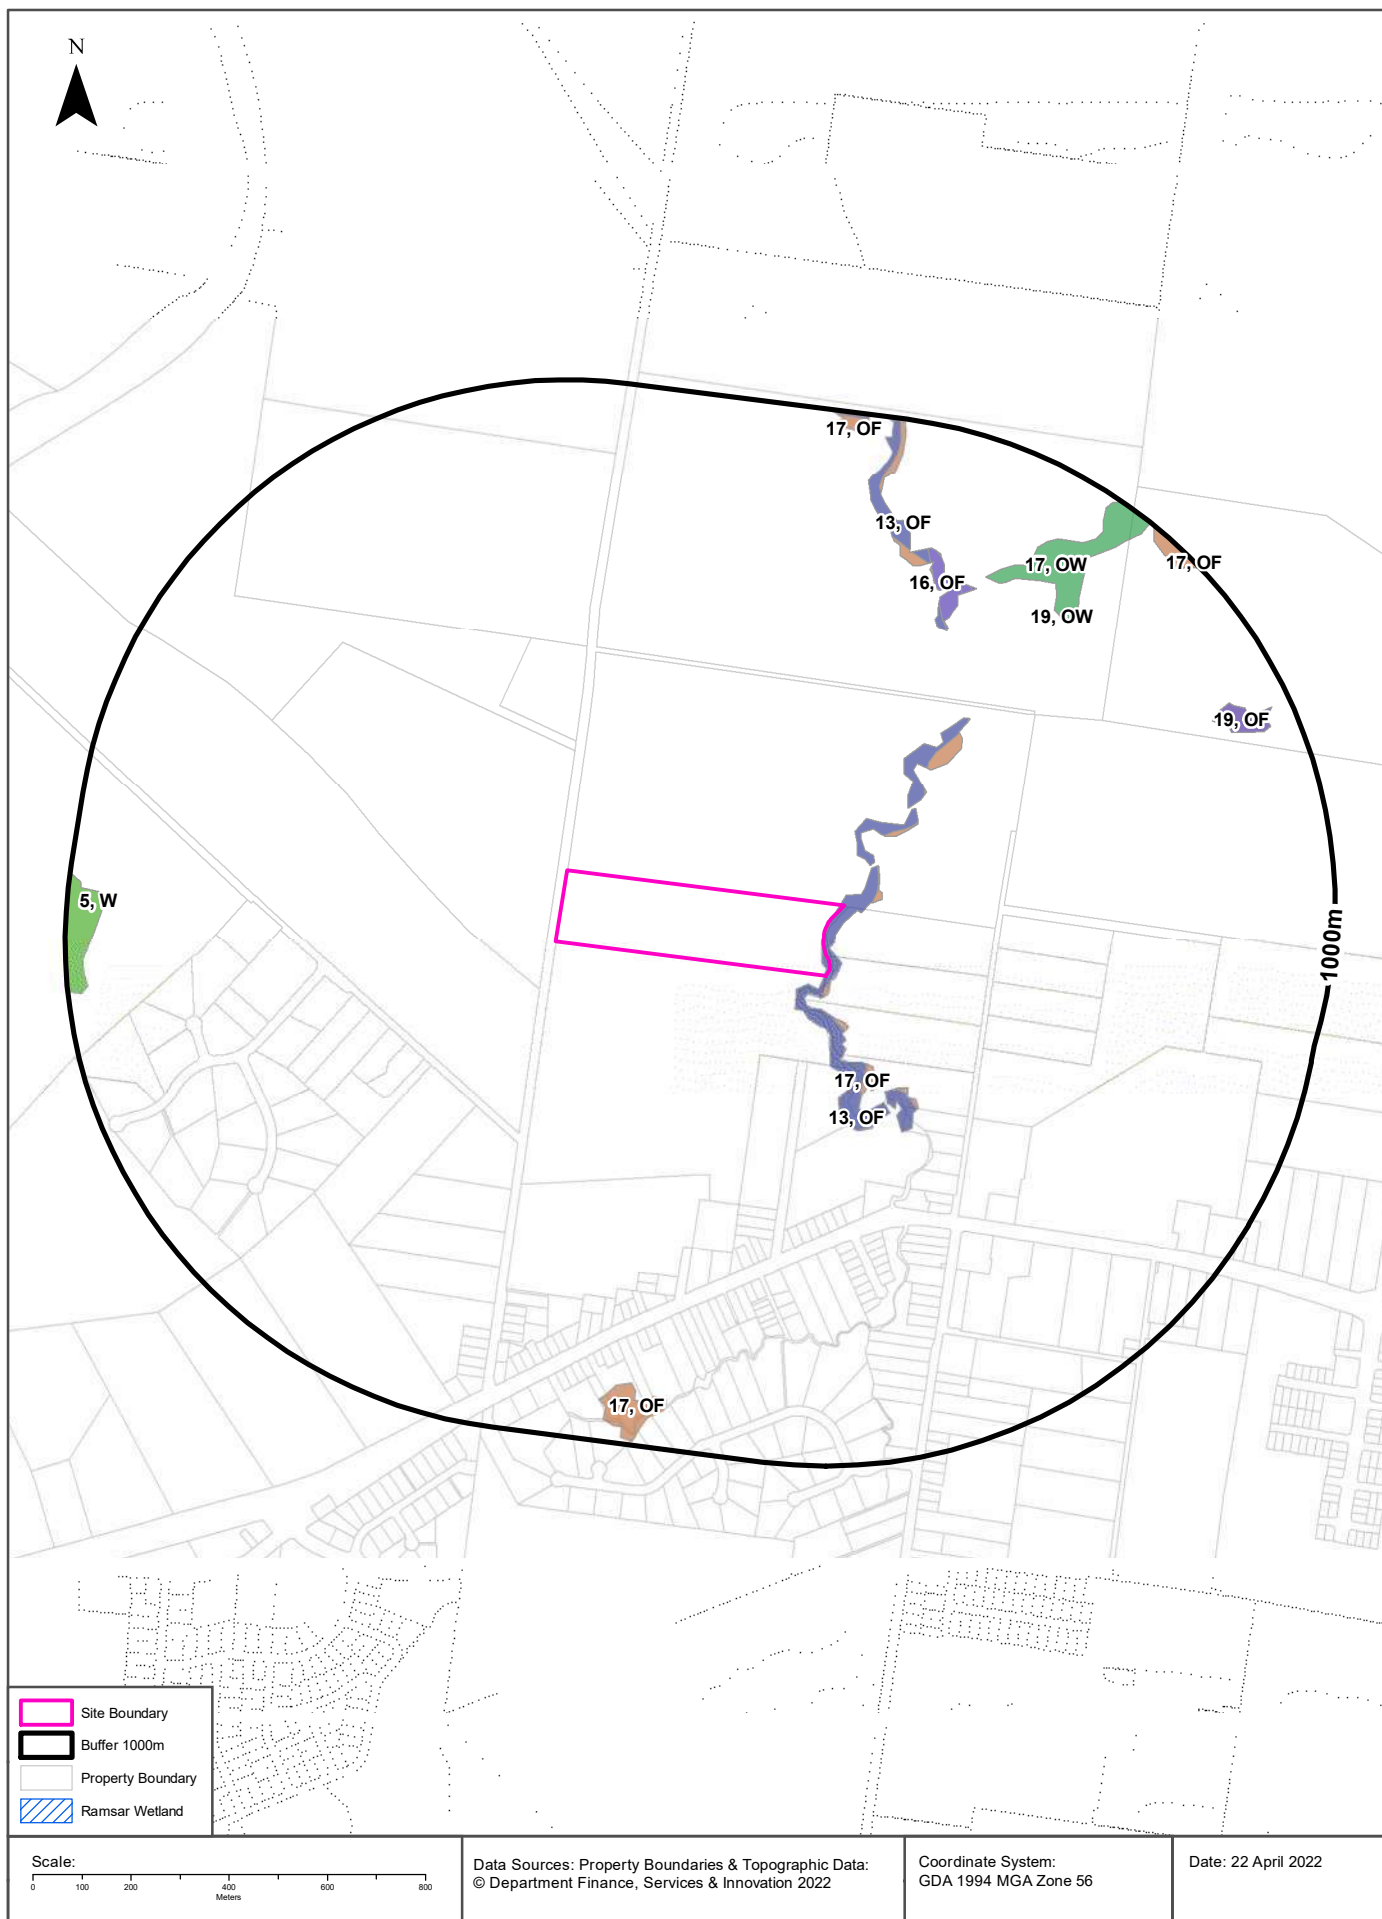 N
17, OF
13, OF
17, OW
17, OF
16, OF
19, OW
19, OF
5, W
1000m
17, OF
13, OF
17, OF
Site Boundary
Buffer 1000m
Property Boundary
Ramsar Wetland
Scale:
0 100 200 400 600 800
Meters
Data Sources: Property Boundaries & Topographic Data:
© Department Finance, Services & Innovation 2022
Coordinate System:
GDA 1994 MGA Zone 56
Date: 22 April 2022